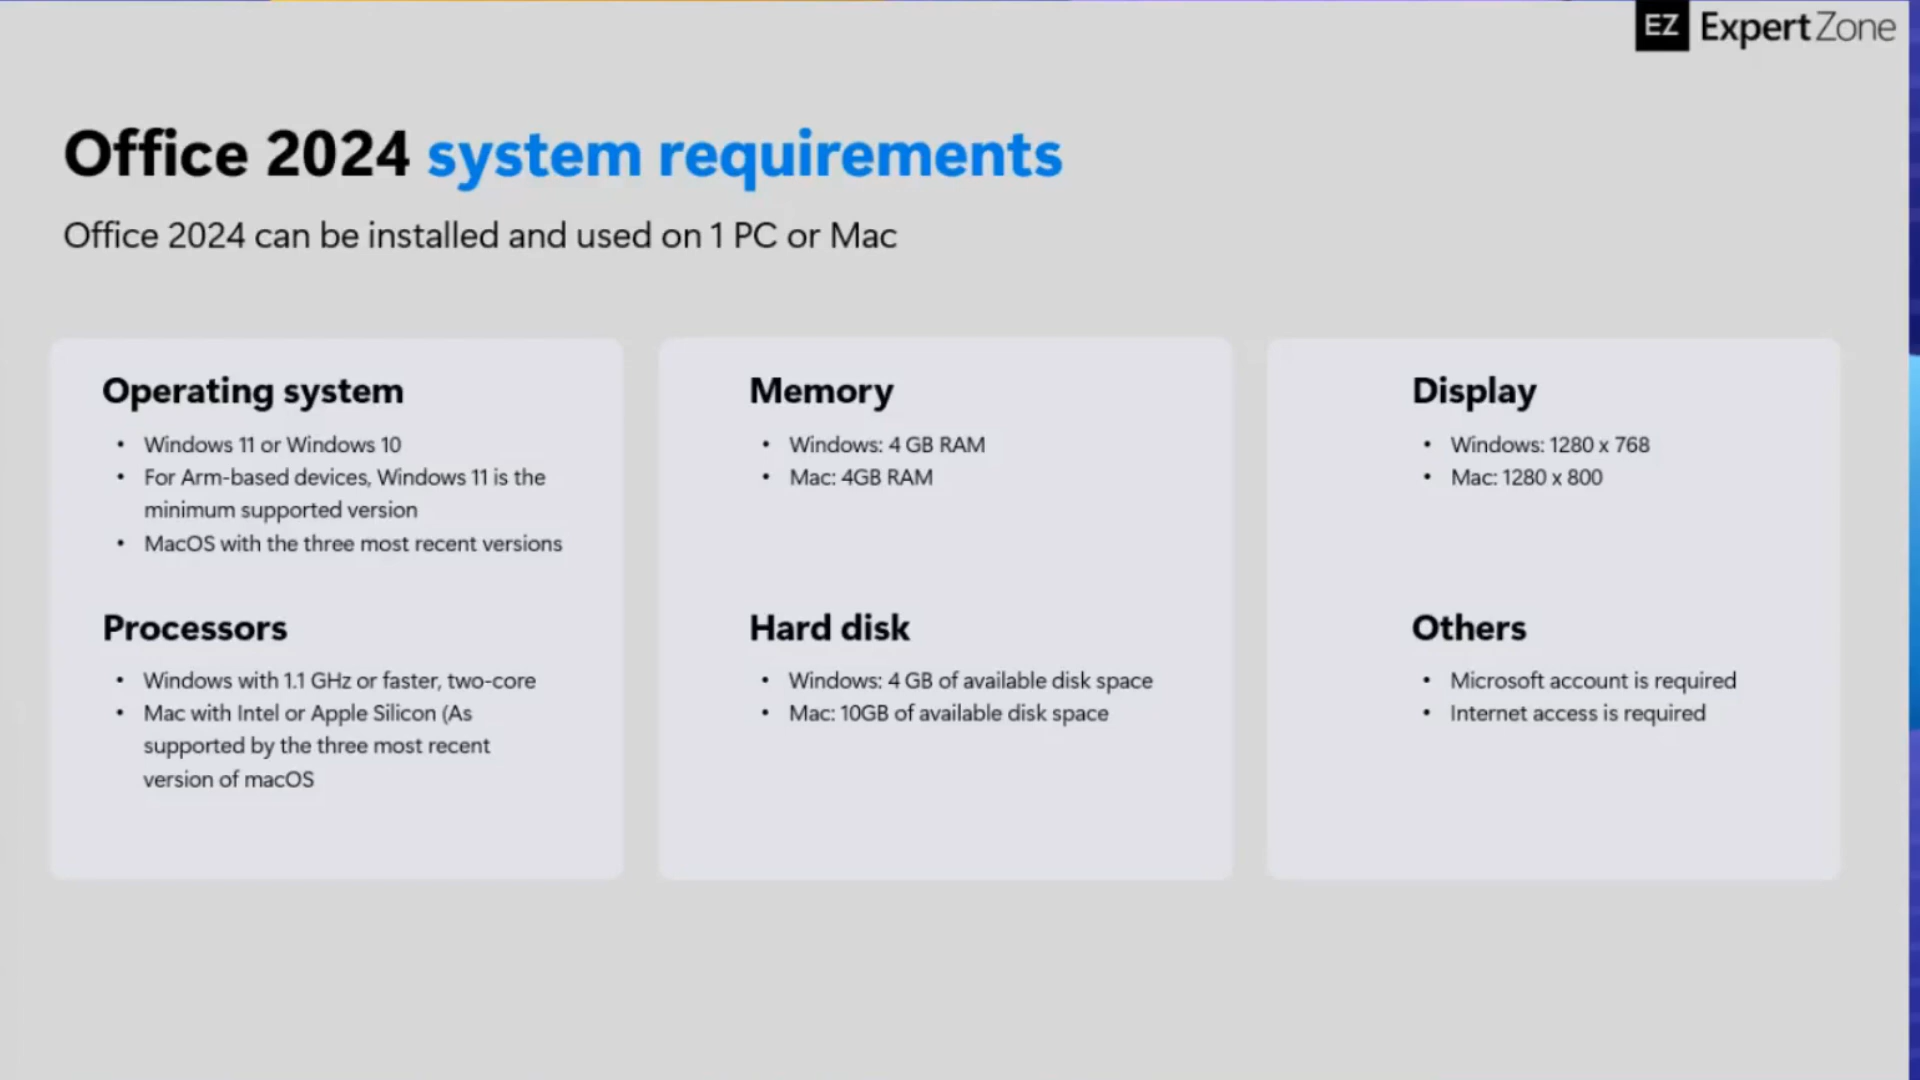 EZ ExpertZone
Office 2024 system requirements
Office 2024 can be installed and used on 1 PC or Mac
Operating system
• Windows 11 or Windows 10
• For Arm-based devices, Windows 11 is the
minimum supported version
• MacOS with the three most recent versions
Processors
• Windows with 1.1 GHz or faster, two-core
• Mac with Intel or Apple Silicon (As
supported by the three most recent
version of macOS
Memory
• Windows: 4 GB RAM
• Mac: 4GB RAM
Hard disk
• Windows: 4 GB of available disk space
• Mac: 10GB of available disk space
Display
• Windows: 1280 x 768
• Mac: 1280 x 800
Others
• Microsoft account is required
• Internet access is required